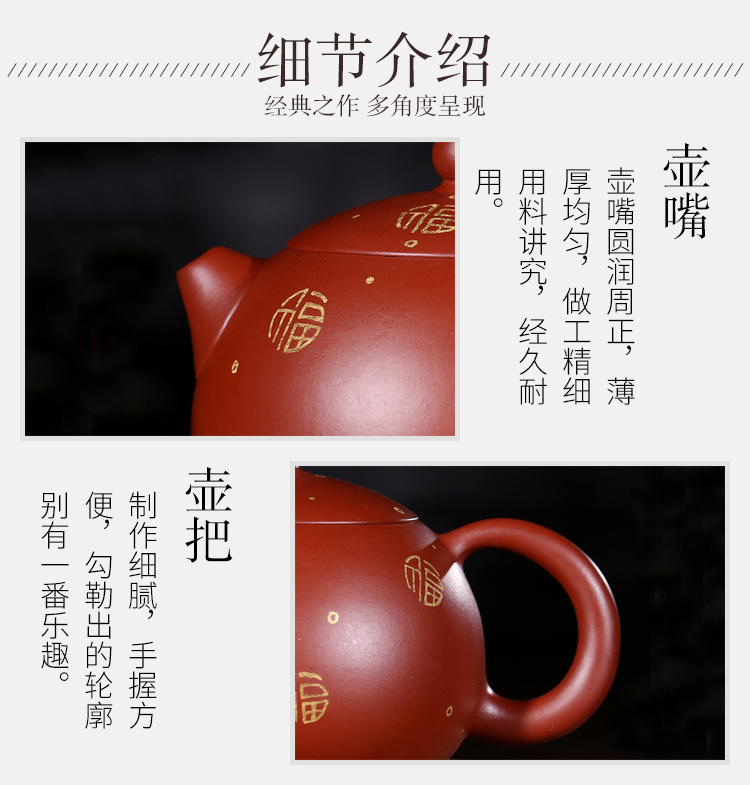 细节介绍
经典之作 多角度呈现
壶嘴
壶嘴圆润周正，薄
厚均匀，做工精细
用料讲究，经久耐
用。
福
福
壶把
制作细腻，手握方
便，勾勒出的轮廓
别有一番乐趣。
福
福